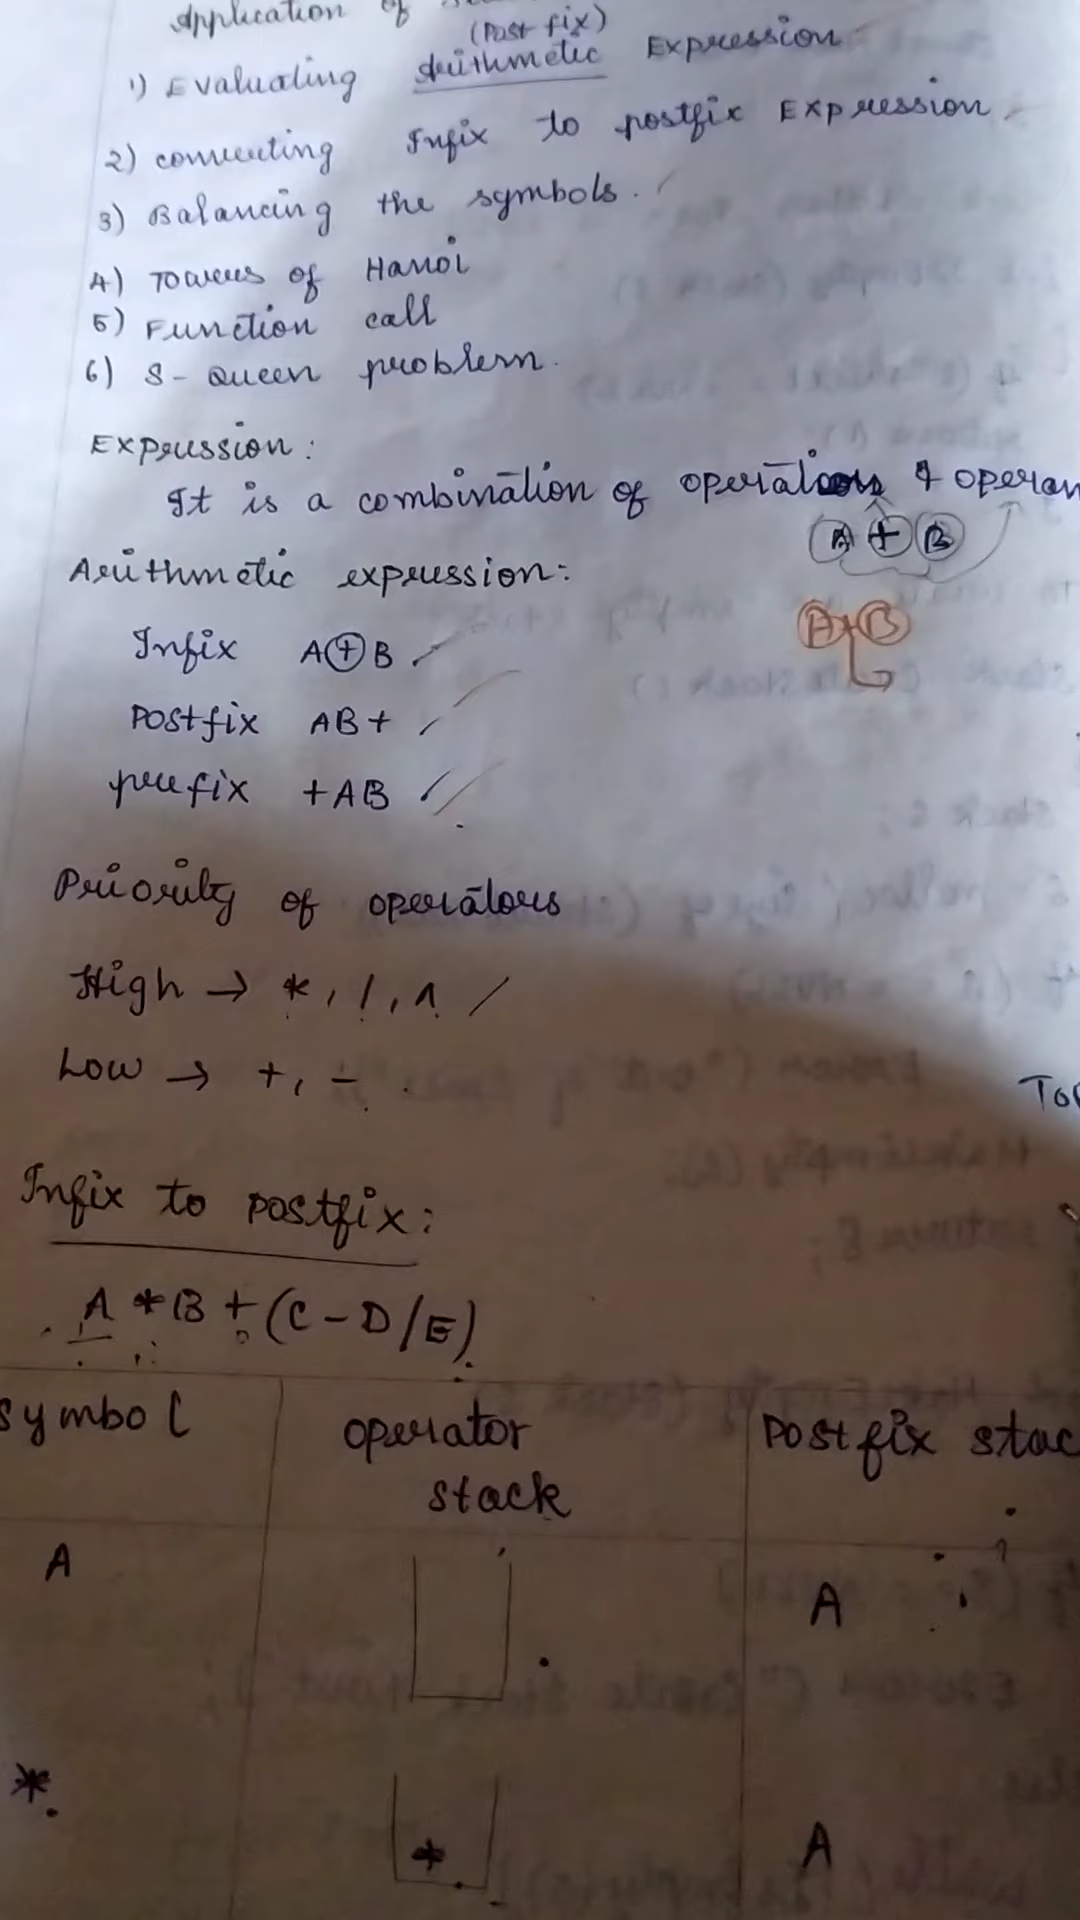 Application of
(Post fix)
1) Evaluating Arithmetic Expression
2) converting Infix to postfix Expression
3) Balancing the symbols.
4) Towers of Hanoi
5) Function call
6) 8-Queen problem.
Expression:
It is a combination of operators & operan
A + B
A + B
Arithmetic expression:
Infix A + B
Postfix AB+
prefix +AB
Priority of operators
High → *, /, ^
Low → +, -
Infix to postfix:
A * B + (C - D/E)
symbol operator stack Postfix stac
A A
* * A